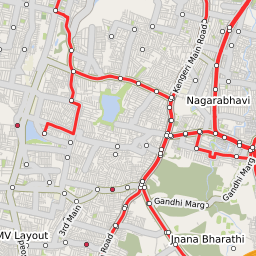 Kengeri Main Road
Nagarabhavi
Gandhi Marg
Gandhi Marg
3rd Main
Road
MV Layout
Jnana Bharathi